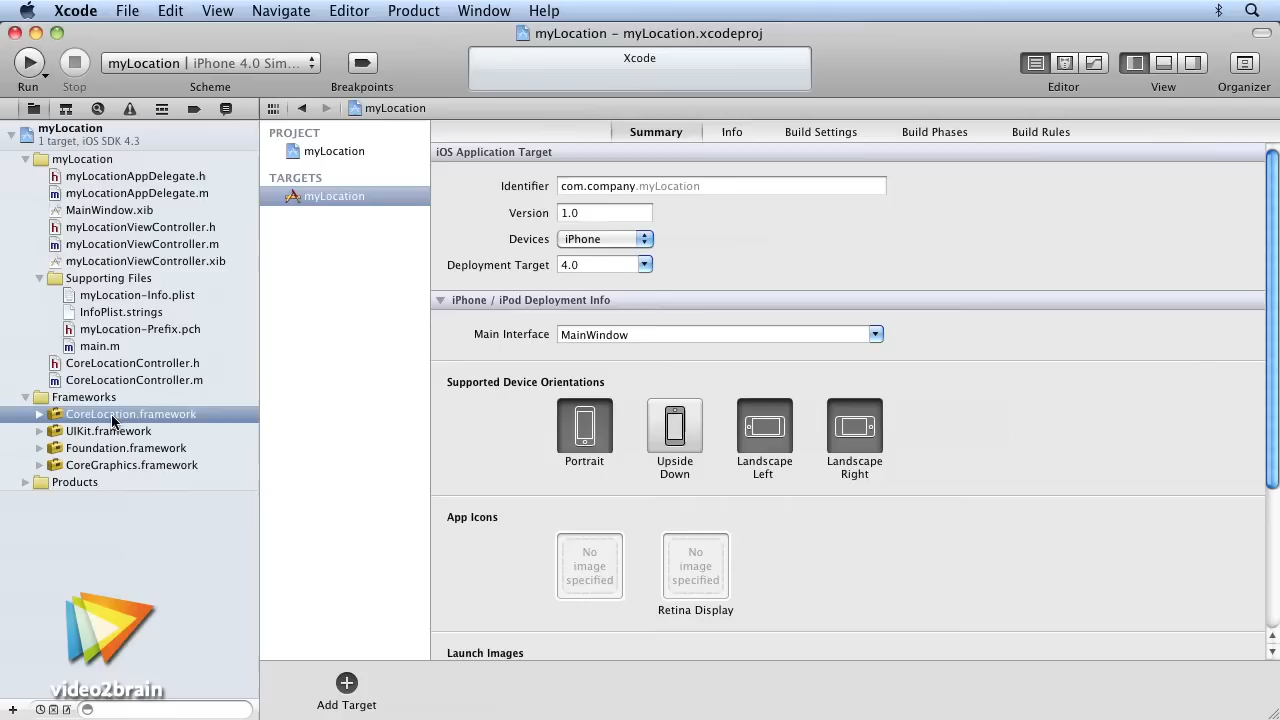 Xcode File Edit View Navigate Editor Product Window Help
myLocation – myLocation.xcodeproj
myLocation | iPhone 4.0 Sim...
Xcode
Run Stop Scheme Breakpoints Editor View Organizer
myLocation
myLocation
1 target, iOS SDK 4.3
myLocation
myLocationAppDelegate.h
myLocationAppDelegate.m
MainWindow.xib
myLocationViewController.h
myLocationViewController.m
myLocationViewController.xib
Supporting Files
myLocation-Info.plist
InfoPlist.strings
myLocation-Prefix.pch
main.m
CoreLocationController.h
CoreLocationController.m
Frameworks
CoreLocation.framework
UIKit.framework
Foundation.framework
CoreGraphics.framework
Products
video2brain
PROJECT
myLocation
TARGETS
myLocation
Summary Info Build Settings Build Phases Build Rules
iOS Application Target
Identifier com.company.myLocation
Version 1.0
Devices iPhone
Deployment Target 4.0
iPhone / iPod Deployment Info
Main Interface MainWindow
Supported Device Orientations
Portrait
Upside
Down
Landscape
Left
Landscape
Right
App Icons
No
image
specified
No
image
specified
Retina Display
Launch Images
Add Target